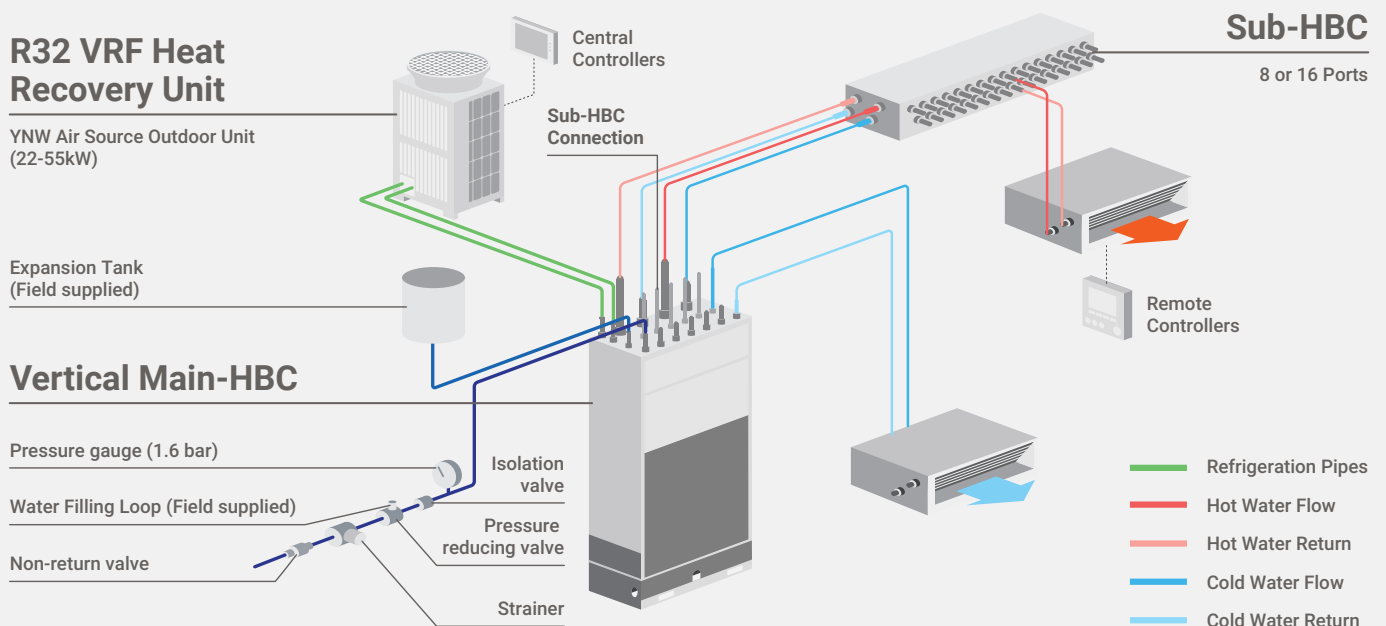 R32 VRF Heat
Recovery Unit
YNW Air Source Outdoor Unit
(22-55kW)
Central
Controllers
Sub-HBC
Connection
Sub-HBC
8 or 16 Ports
Remote
Controllers
Expansion Tank
(Field supplied)
Vertical Main-HBC
Pressure gauge (1.6 bar)
Isolation
valve
Water Filling Loop (Field supplied)
Pressure
reducing valve
Non-return valve
Strainer
Refrigeration Pipes
Hot Water Flow
Hot Water Return
Cold Water Flow
Cold Water Return